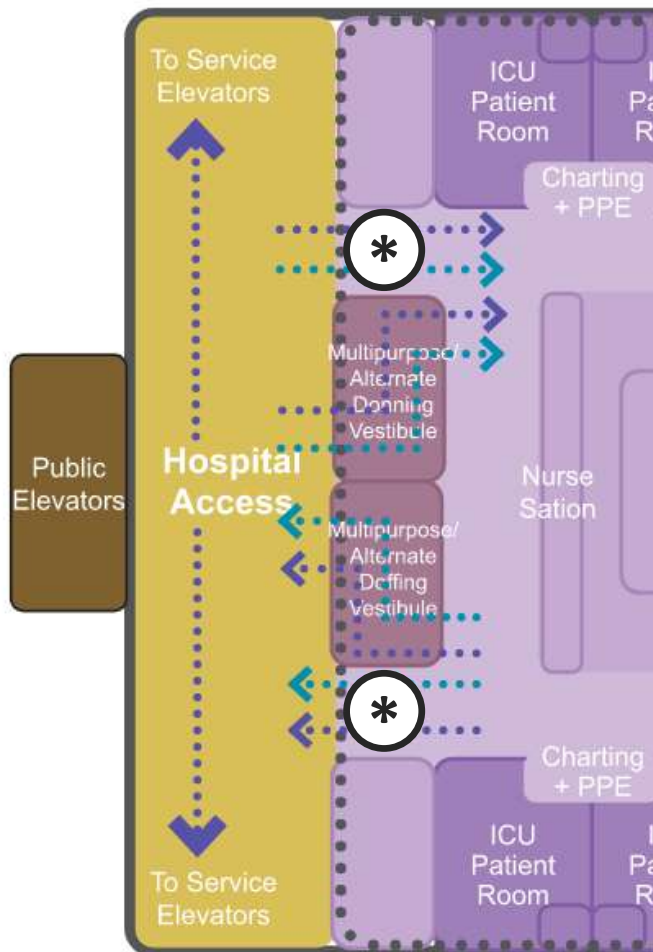 To Service
Elevators
ICU
Patient
Room
Charting
+ PPE
*
Multipurpose/
Alternate
Donning
Vestibule
Public
Elevators
Hospital
Access
Nurse
Sation
Multipurpose/
Alternate
Doffing
Vestibule
*
Charting
+ PPE
ICU
Patient
Room
To Service
Elevators